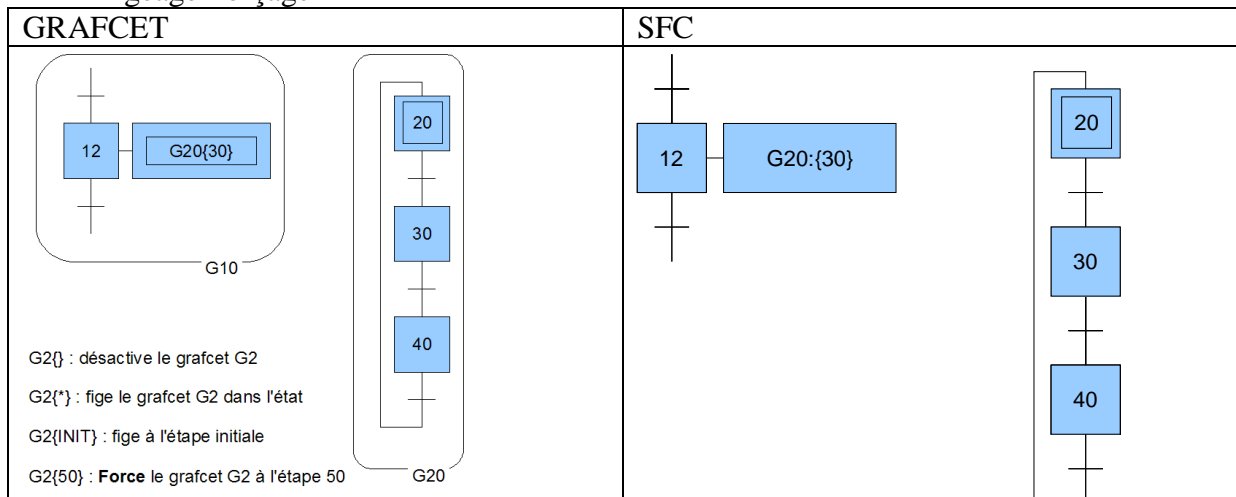 GRAFCET
SFC
12
G20{30}
G10
20
30
40
G20
G2{} : désactive le grafcet G2
G2{*} : fige le grafcet G2 dans l'état
G2{INIT} : fige à l'étape initiale
G2{50} : Force le grafcet G2 à l'étape 50
12
G20:{30}
20
30
40